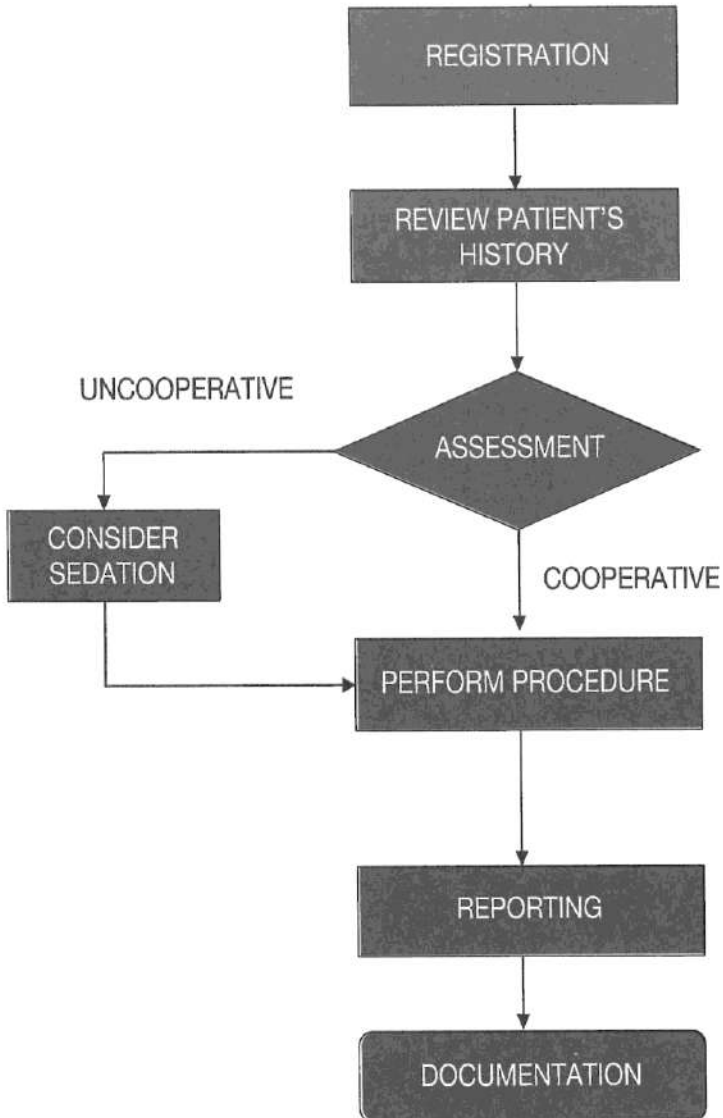 REGISTRATION
REVIEW PATIENT'S
HISTORY
UNCOOPERATIVE
ASSESSMENT
CONSIDER
SEDATION
COOPERATIVE
PERFORM PROCEDURE
REPORTING
DOCUMENTATION